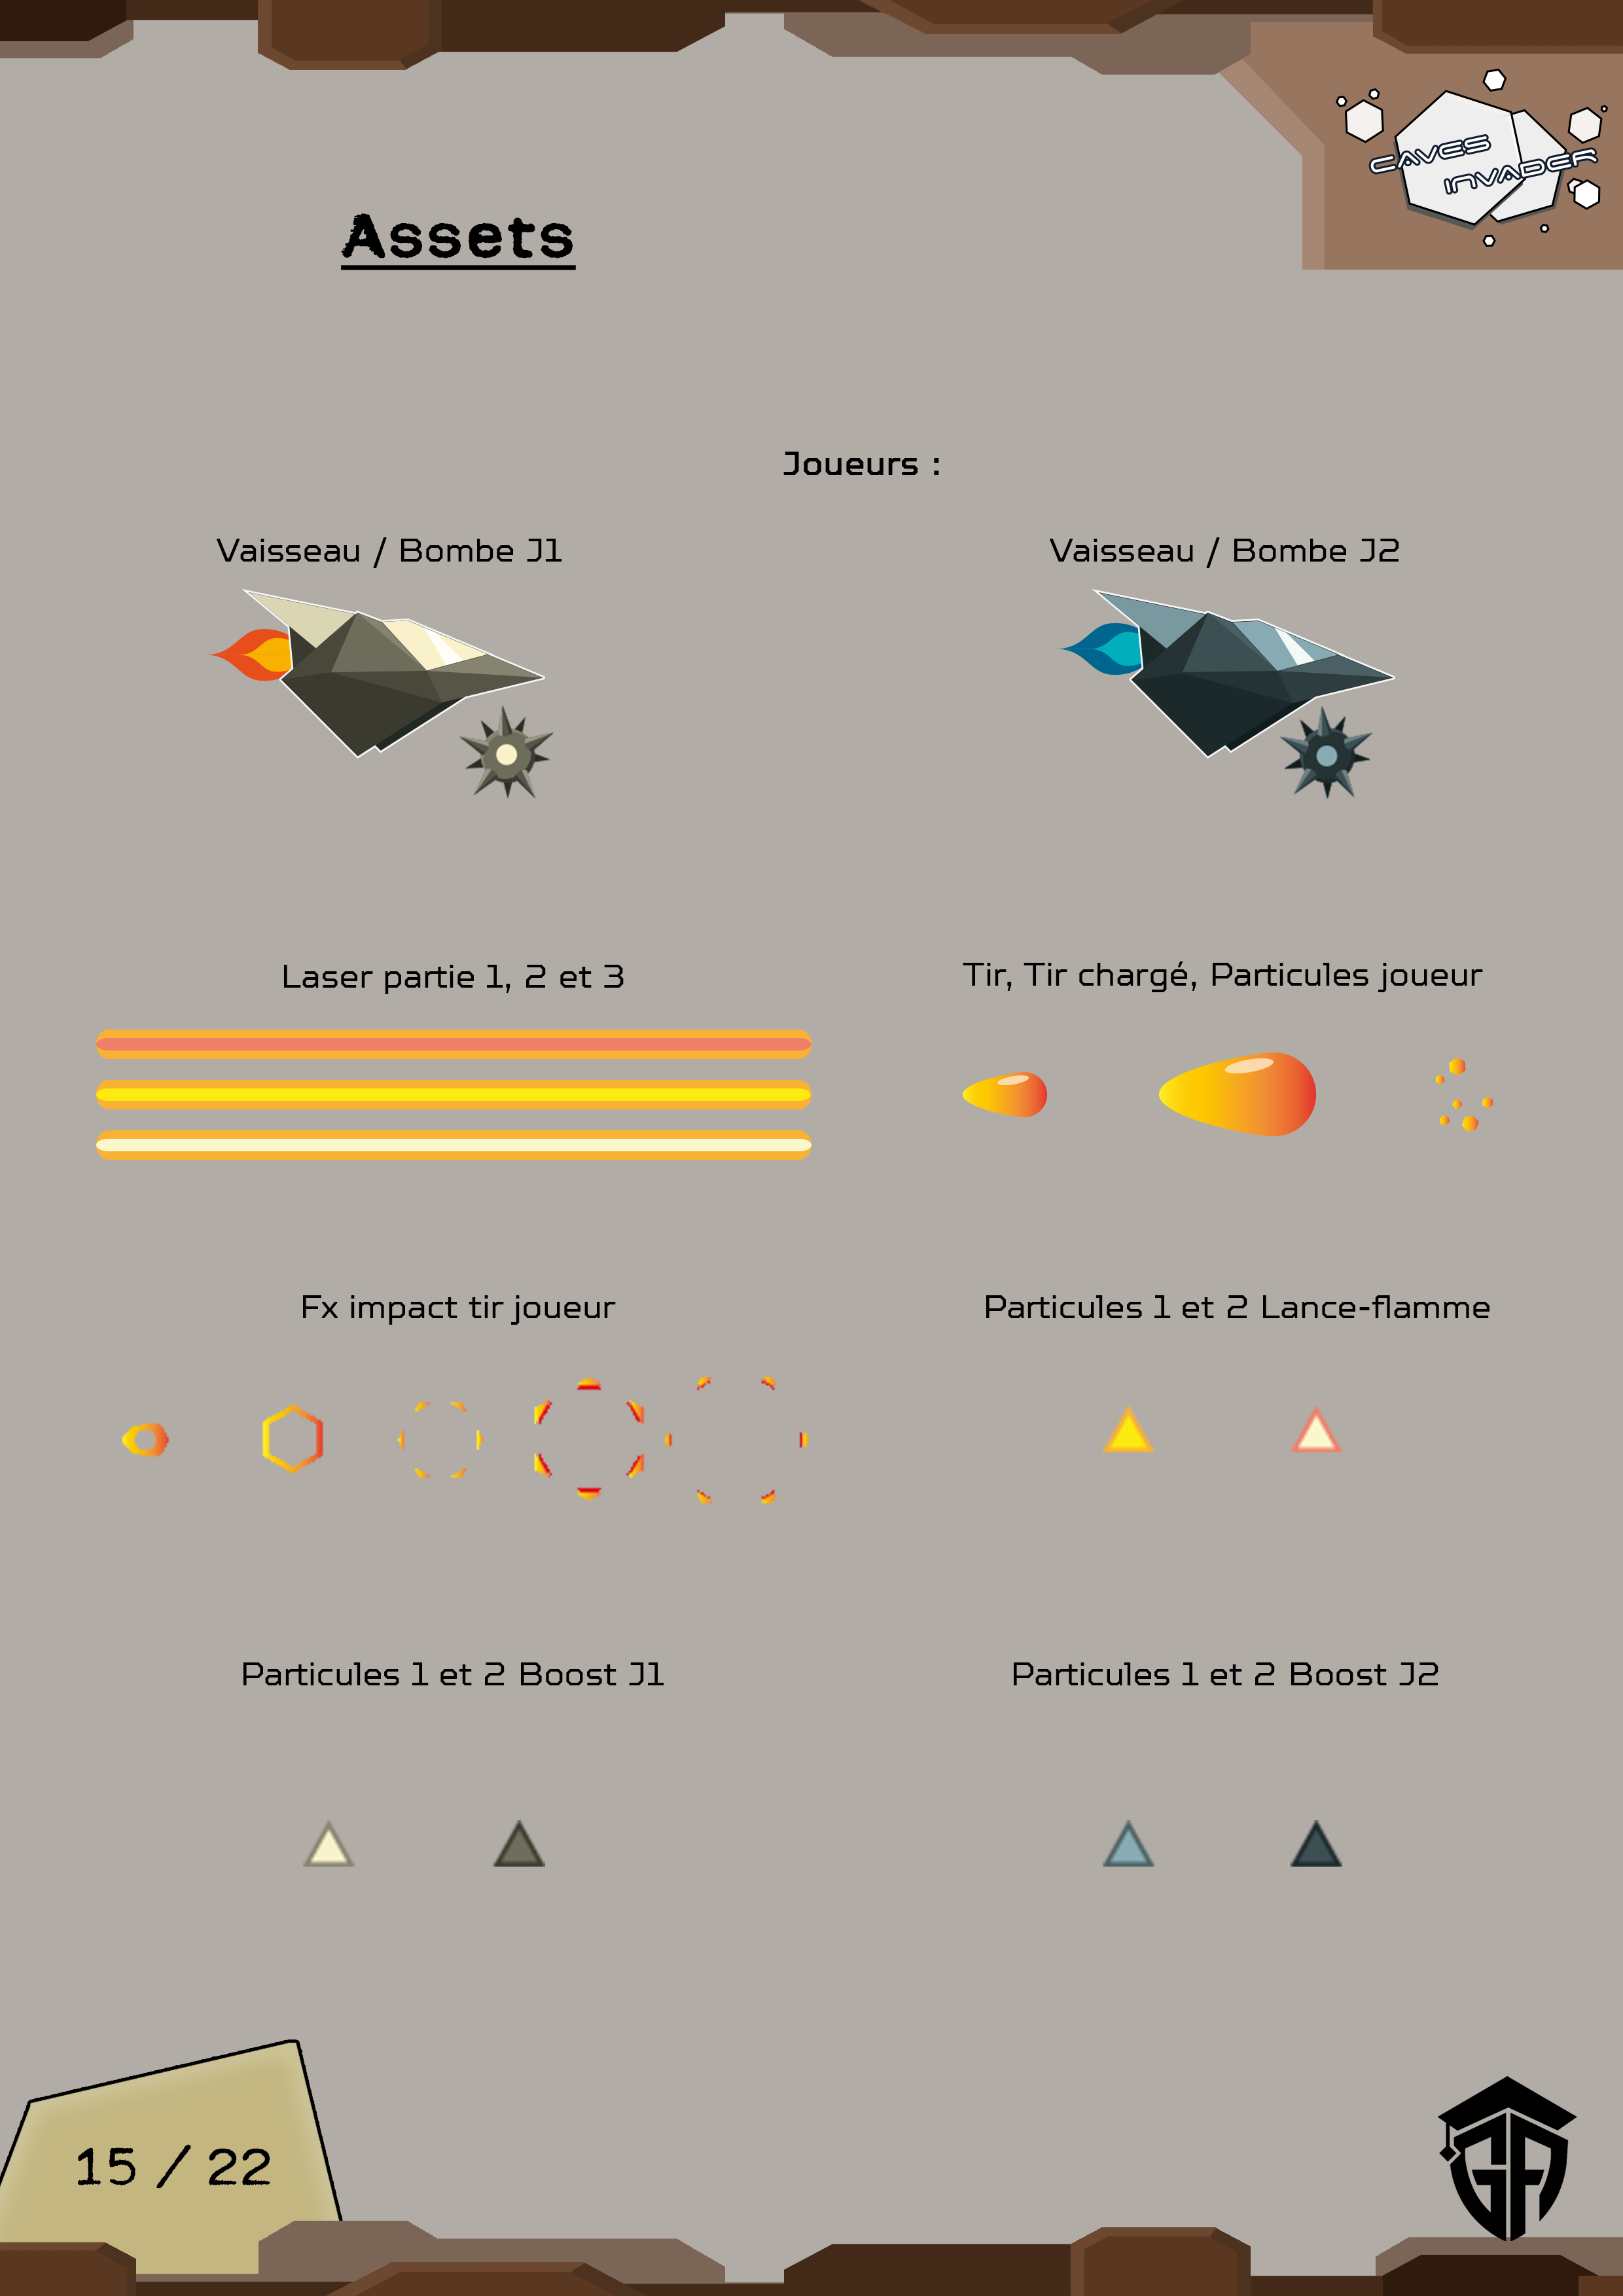 CAVES
INVADER
Assets
Joueurs :
Vaisseau / Bombe J1
Vaisseau / Bombe J2
Laser partie 1, 2 et 3
Tir, Tir chargé, Particules joueur
Fx impact tir joueur
Particules 1 et 2 Lance-flamme
Particules 1 et 2 Boost J1
Particules 1 et 2 Boost J2
15 / 22
GA